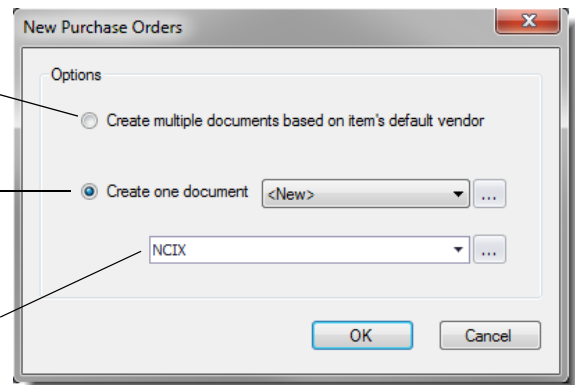 New Purchase Orders
Options
Create multiple documents based on item's default vendor
Create one document <New> ...
NCIX ...
OK Cancel